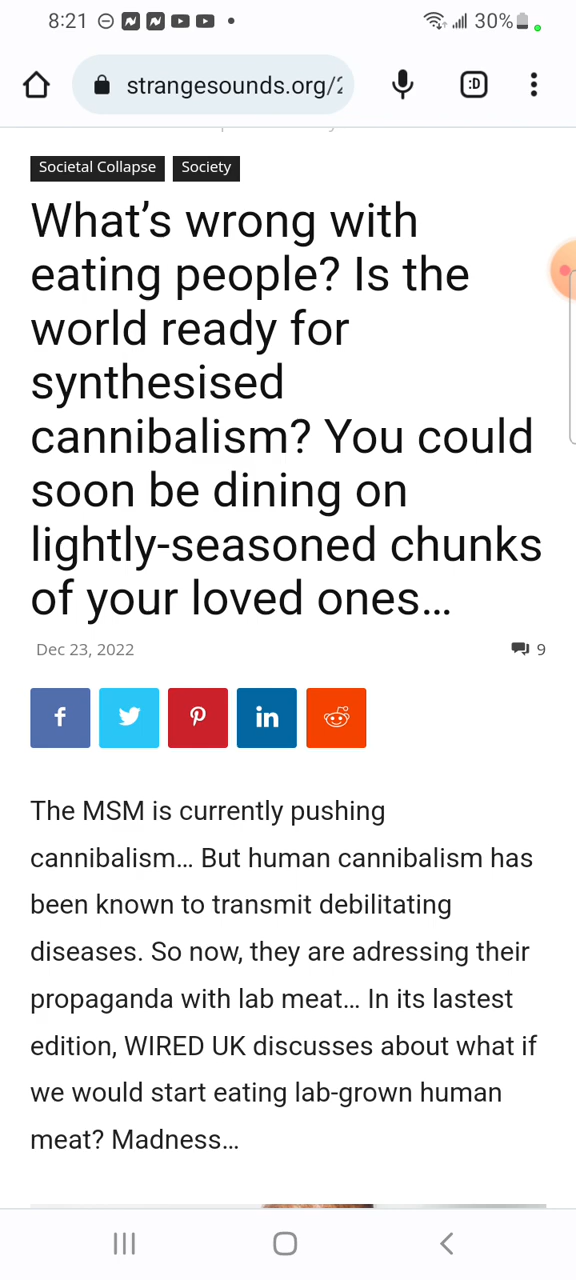 8:21 30%
strangesounds.org/2
:D
Societal Collapse Society
What's wrong with
eating people? Is the
world ready for
synthesised
cannibalism? You could
soon be dining on
lightly-seasoned chunks
of your loved ones…
Dec 23, 2022 9
f in
The MSM is currently pushing
cannibalism… But human cannibalism has
been known to transmit debilitating
diseases. So now, they are adressing their
propaganda with lab meat… In its lastest
edition, WIRED UK discusses about what if
we would start eating lab-grown human
meat? Madness…